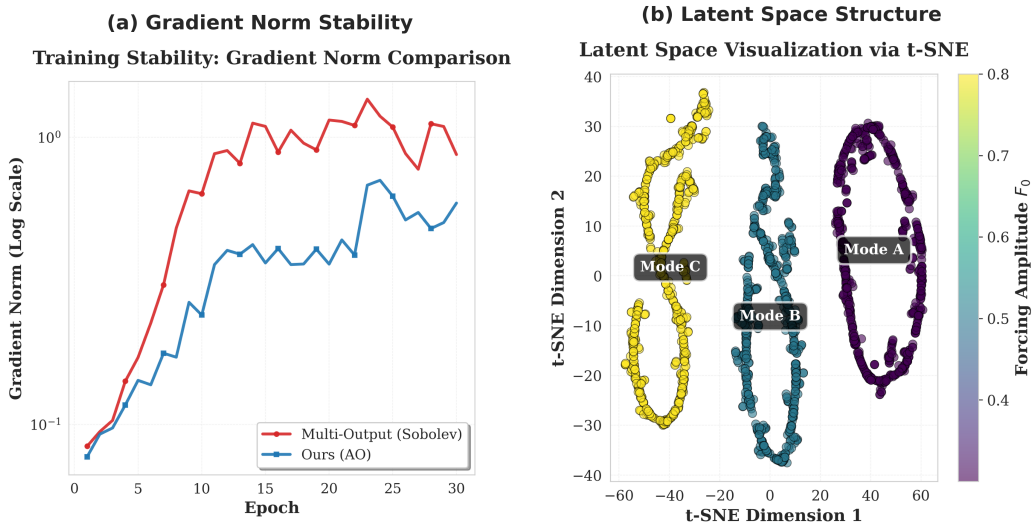 (a) Gradient Norm Stability
Training Stability: Gradient Norm Comparison
Gradient Norm (Log Scale)
10⁰
10⁻¹
0
5
10
15
20
25
30
Epoch
Multi-Output (Sobolev)
Ours (AO)
(b) Latent Space Structure
Latent Space Visualization via t-SNE
t-SNE Dimension 2
40
30
20
10
0
−10
−20
−30
−40
−60
−40
−20
0
20
40
60
t-SNE Dimension 1
Mode C
Mode B
Mode A
0.8
0.7
0.6
0.5
0.4
Forcing Amplitude F₀